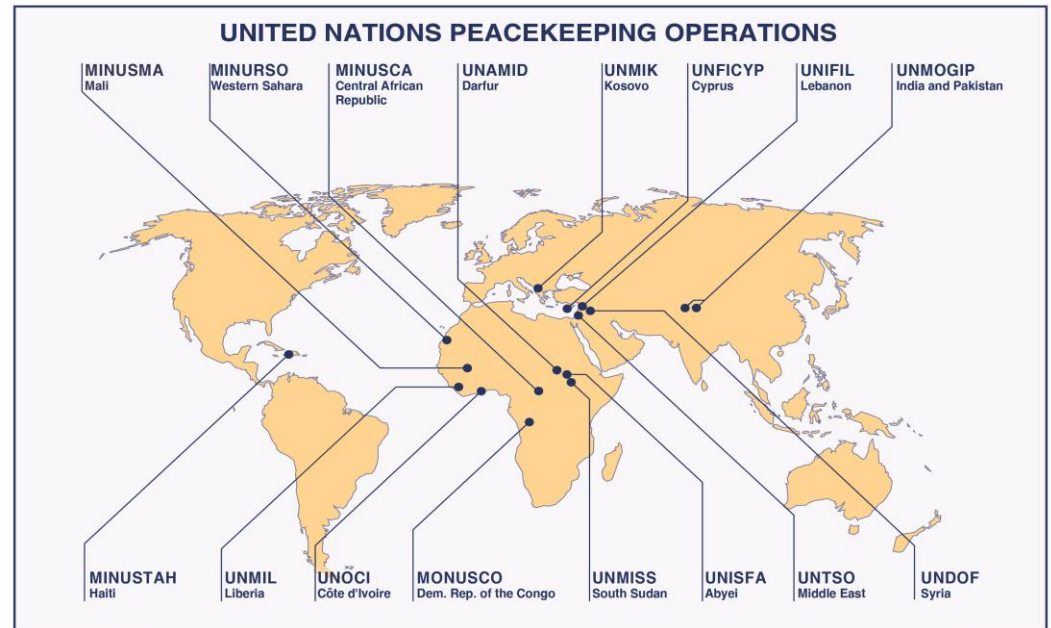 UNITED NATIONS PEACEKEEPING OPERATIONS
MINUSMA
Mali
MINURSO
Western Sahara
MINUSCA
Central African
Republic
UNAMID
Darfur
UNMIK
Kosovo
UNFICYP
Cyprus
UNIFIL
Lebanon
UNMOGIP
India and Pakistan
MINUSTAH
Haiti
UNMIL
Liberia
UNOCI
Côte d'Ivoire
MONUSCO
Dem. Rep. of the Congo
UNMISS
South Sudan
UNISFA
Abyei
UNTSO
Middle East
UNDOF
Syria